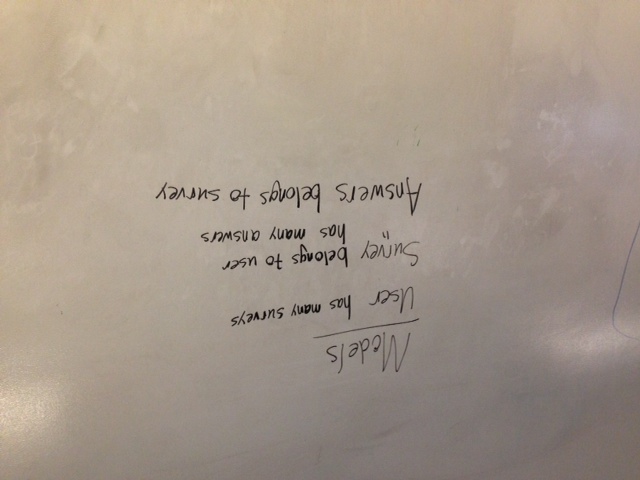 Models
User has many surveys
Survey belongs to user
" has many answers
Answers belongs to survey